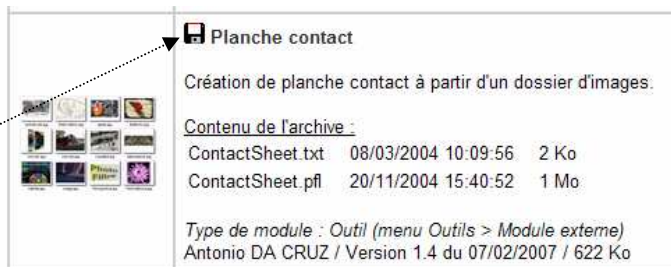 Planche contact
Création de planche contact à partir d'un dossier d'images.
Contenu de l'archive :
ContactSheet.txt 08/03/2004 10:09:56 2 Ko
ContactSheet.pfl 20/11/2004 15:40:52 1 Mo
Type de module : Outil (menu Outils > Module externe)
Antonio DA CRUZ / Version 1.4 du 07/02/2007 / 622 Ko